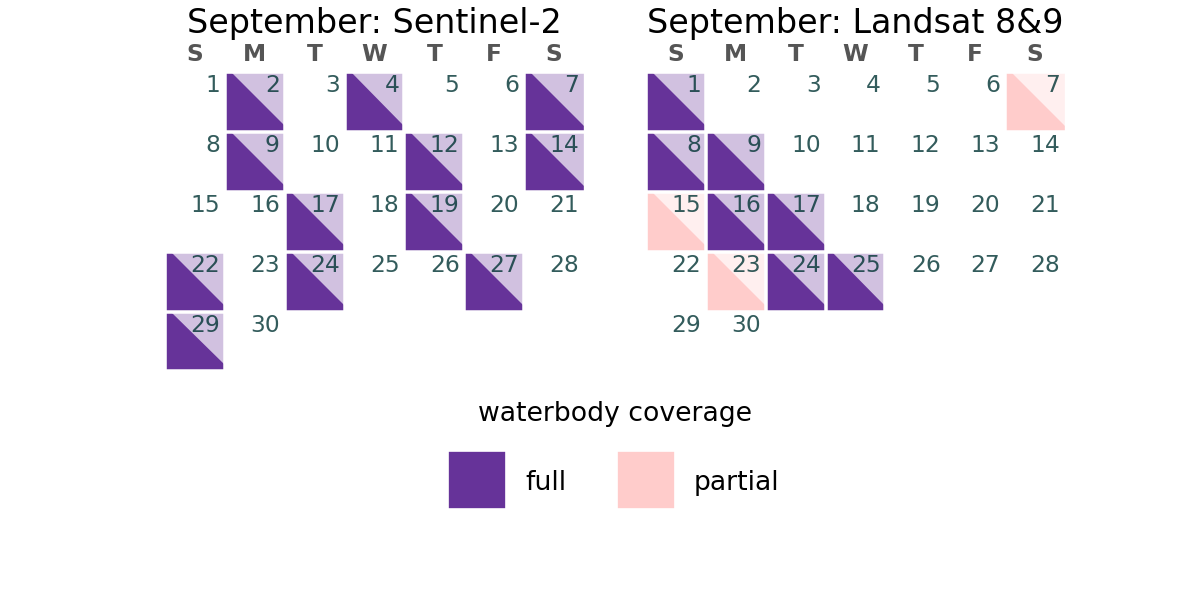 September: Sentinel-2
S M T W T F S
1 2 3 4 5 6 7
8 9 10 11 12 13 14
15 16 17 18 19 20 21
22 23 24 25 26 27 28
29 30
September: Landsat 8&9
S M T W T F S
1 2 3 4 5 6 7
8 9 10 11 12 13 14
15 16 17 18 19 20 21
22 23 24 25 26 27 28
29 30
waterbody coverage
full partial